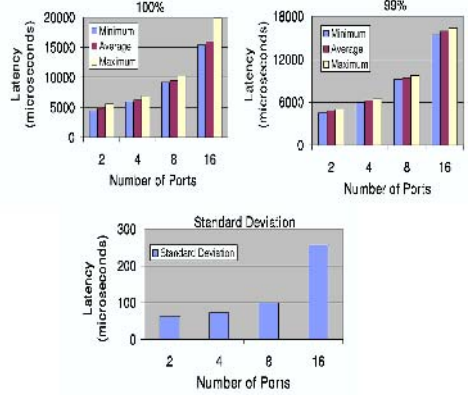 100%
Latency
(microseconds)
20000
15000
10000
5000
0
Minimum
Average
Maximum
2 4 8 16
Number of Ports
99%
Latency
(microseconds)
18000
12000
6000
0
Minimum
Average
Maximum
2 4 8 16
Number of Ports
Standard Deviation
Latency
(microseconds)
300
200
100
0
Standard Deviation
2 4 8 16
Number of Ports